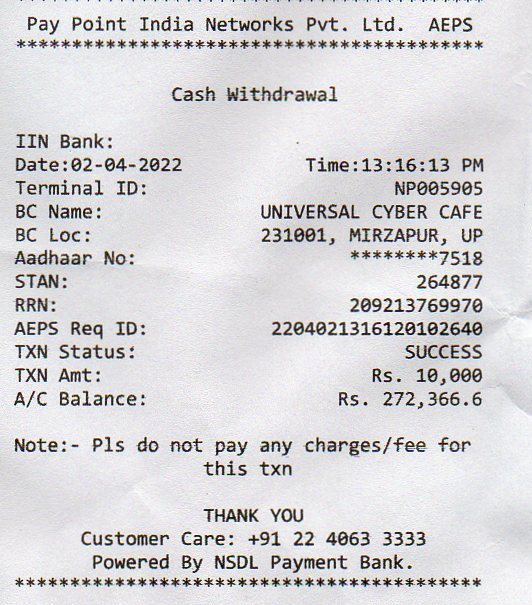 Pay Point India Networks Pvt. Ltd. AEPS
******************************************
Cash Withdrawal
IIN Bank:
Date:02-04-2022 Time:13:16:13 PM
Terminal ID: NP005905
BC Name: UNIVERSAL CYBER CAFE
BC Loc: 231001, MIRZAPUR, UP
Aadhaar No: ********7518
STAN: 264877
RRN: 209213769970
AEPS Req ID: 2204021316120102640
TXN Status: SUCCESS
TXN Amt: Rs. 10,000
A/C Balance: Rs. 272,366.6
Note:- Pls do not pay any charges/fee for
this txn
THANK YOU
Customer Care: +91 22 4063 3333
Powered By NSDL Payment Bank.
******************************************